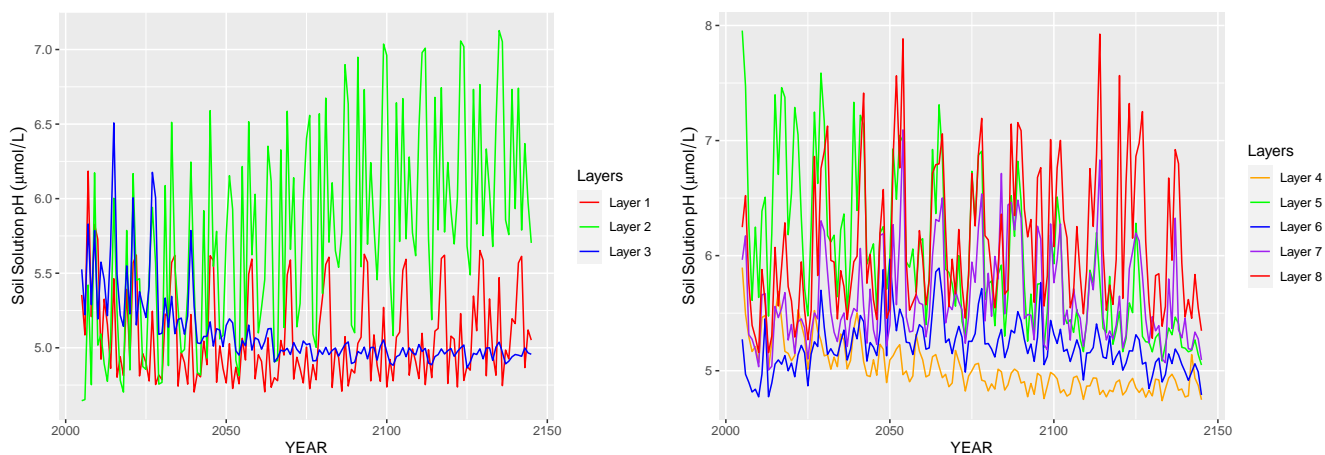 Soil Solution pH (μmol/L)
7.0
6.5
6.0
5.5
5.0
2000
2050
2100
2150
YEAR
Layers
Layer 1
Layer 2
Layer 3
Soil Solution pH (μmol/L)
8
7
6
5
2000
2050
2100
2150
YEAR
Layers
Layer 4
Layer 5
Layer 6
Layer 7
Layer 8